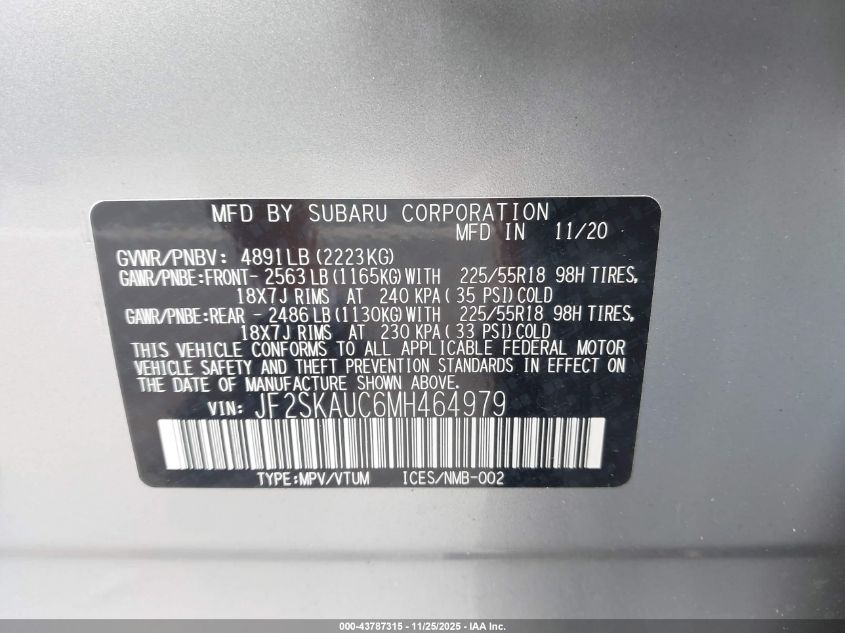 MFD BY SUBARU CORPORATION
MFD IN 11/20
GVWR/PNBV: 4891LB(2223KG)
GAWR/PNBE:FRONT- 2563LB(1165KG)WITH 225/55R18 98H TIRES,
18X7J RIMS AT 240 KPA(35 PSI)COLD
GAWR/PNBE:REAR - 2486LB(1130KG)WITH 225/55R18 98H TIRES,
18X7J RIMS AT 230 KPA(33 PSI)COLD
THIS VEHICLE CONFORMS TO ALL APPLICABLE FEDERAL MOTOR
VEHICLE SAFETY AND THEFT PREVENTION STANDARDS IN EFFECT ON
THE DATE OF MANUFACTURE SHOWN ABOVE.
VIN: JF2SKAUC6MH464979
TYPE:MPV/VTUM ICES/NMB-002
000-43787315 - 11/25/2025 - IAA Inc.